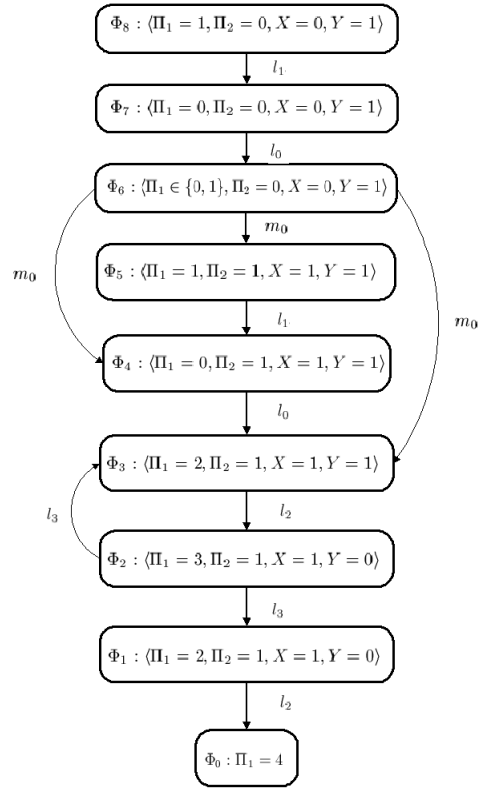 Φ₈ : ⟨Π₁ = 1, Π₂ = 0, X = 0, Y = 1⟩
l₁
Φ₇ : ⟨Π₁ = 0, Π₂ = 0, X = 0, Y = 1⟩
l₀
Φ₆ : ⟨Π₁ ∈ {0, 1}, Π₂ = 0, X = 0, Y = 1⟩
m₀
m₀
m₀
Φ₅ : ⟨Π₁ = 1, Π₂ = 1, X = 1, Y = 1⟩
l₁
Φ₄ : ⟨Π₁ = 0, Π₂ = 1, X = 1, Y = 1⟩
l₀
Φ₃ : ⟨Π₁ = 2, Π₂ = 1, X = 1, Y = 1⟩
l₃
l₂
Φ₂ : ⟨Π₁ = 3, Π₂ = 1, X = 1, Y = 0⟩
l₃
Φ₁ : ⟨Π₁ = 2, Π₂ = 1, X = 1, Y = 0⟩
l₂
Φ₀ : Π₁ = 4